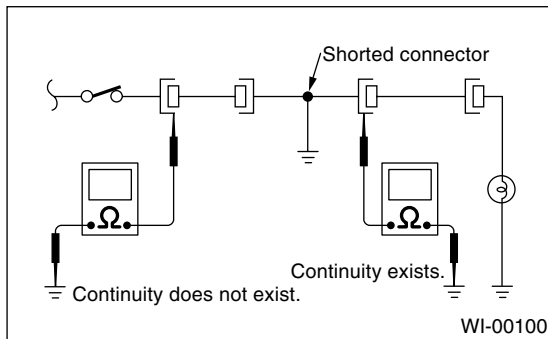 Shorted connector
Ω
Ω
Continuity exists.
Continuity does not exist.
WI-00100